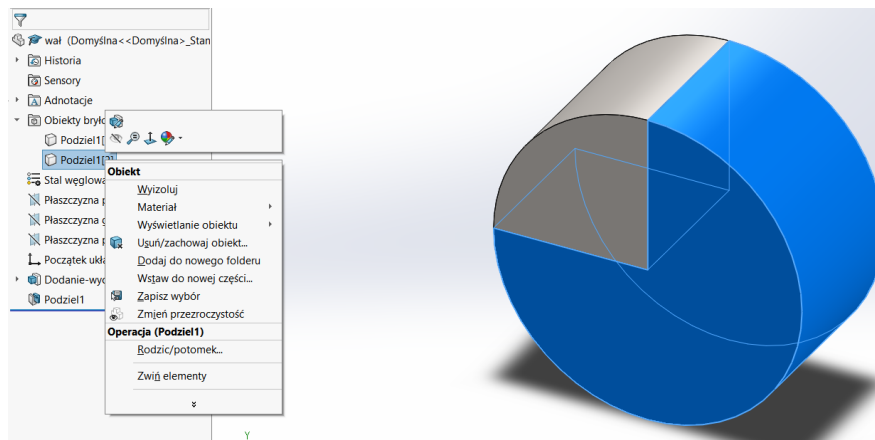 wał (Domyślna<<Domyślna>_Stan
Historia
Sensory
Adnotacje
Obiekty bryło
Podziel1[
Podziel1[2]
Stal węglowa
Płaszczyzna p
Płaszczyzna g
Płaszczyzna p
Początek ukła
Dodanie-wyc
Podziel1
Obiekt
Wyizoluj
Materiał
Wyświetlanie obiektu
Usuń/zachowaj obiekt...
Dodaj do nowego folderu
Wstaw do nowej części...
Zapisz wybór
Zmień przezroczystość
Operacja (Podziel1)
Rodzic/potomek...
Zwiń elementy
Y